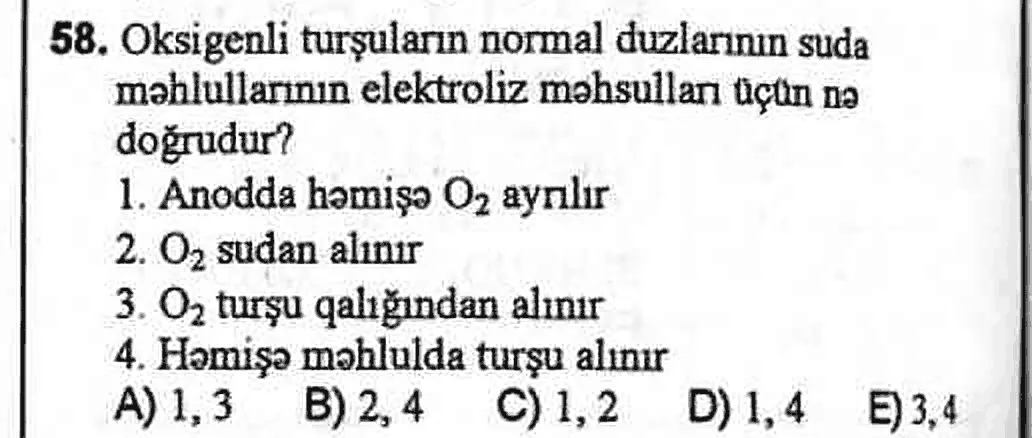 58. Oksigenli turşuların normal duzlarının suda
məhlullarının elektroliz məhsulları üçün nə
doğrudur?
1. Anodda həmişə O₂ ayrılır
2. O₂ sudan alınır
3. O₂ turşu qalığından alınır
4. Həmişə məhlulda turşu alınır
A) 1, 3 B) 2, 4 C) 1, 2 D) 1, 4 E) 3, 4